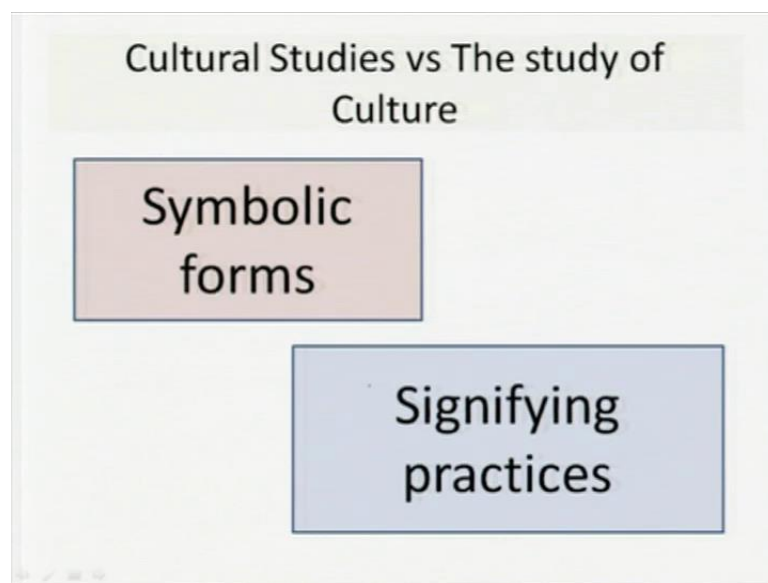 Cultural Studies vs The study of
Culture
Symbolic
forms
Signifying
practices